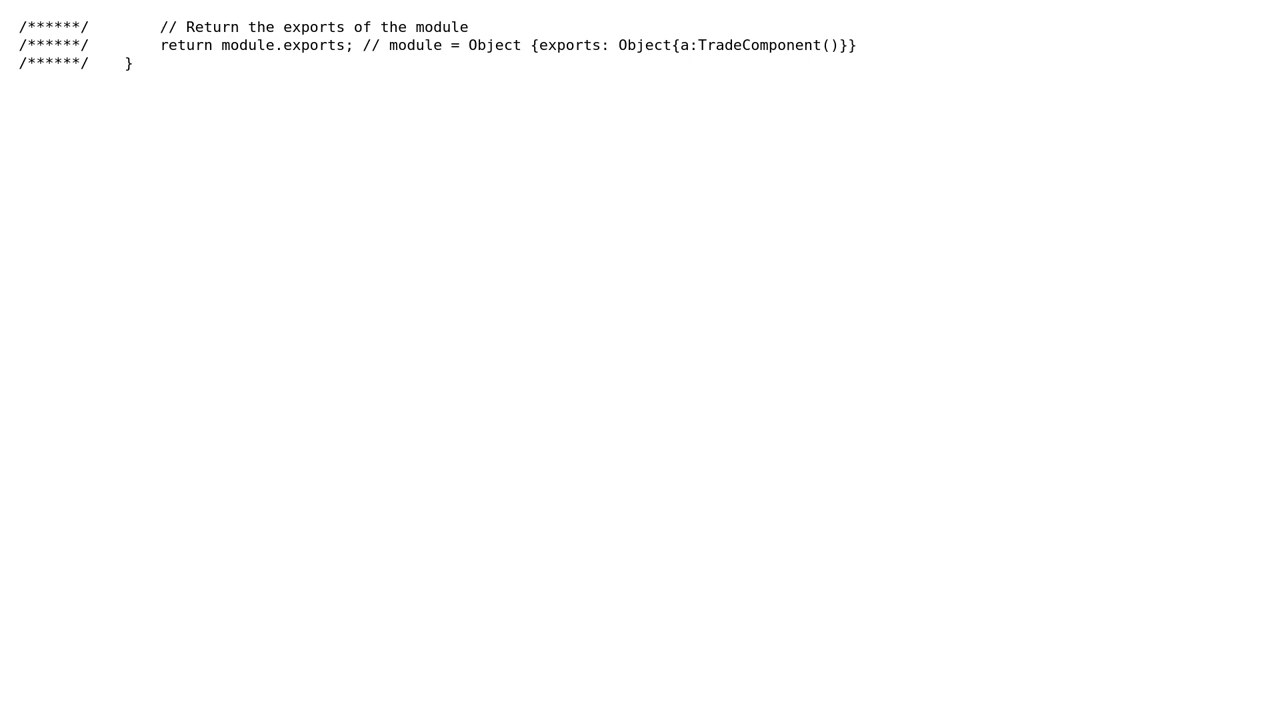 /******/        // Return the exports of the module
/******/        return module.exports; // module = Object {exports: Object{a:TradeComponent()}}
/******/    }